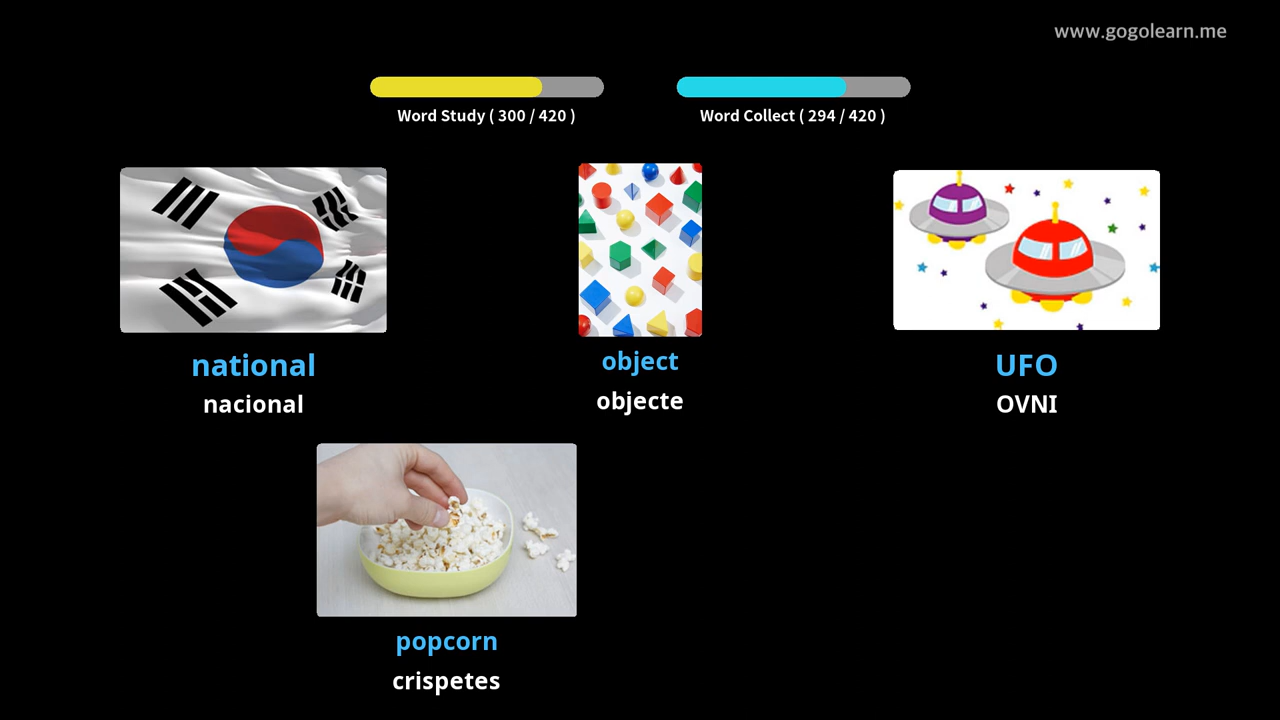 www.gogolearn.me
Word Study ( 300 / 420 )
Word Collect ( 294 / 420 )
national
nacional
object
objecte
UFO
OVNI
popcorn
crispetes